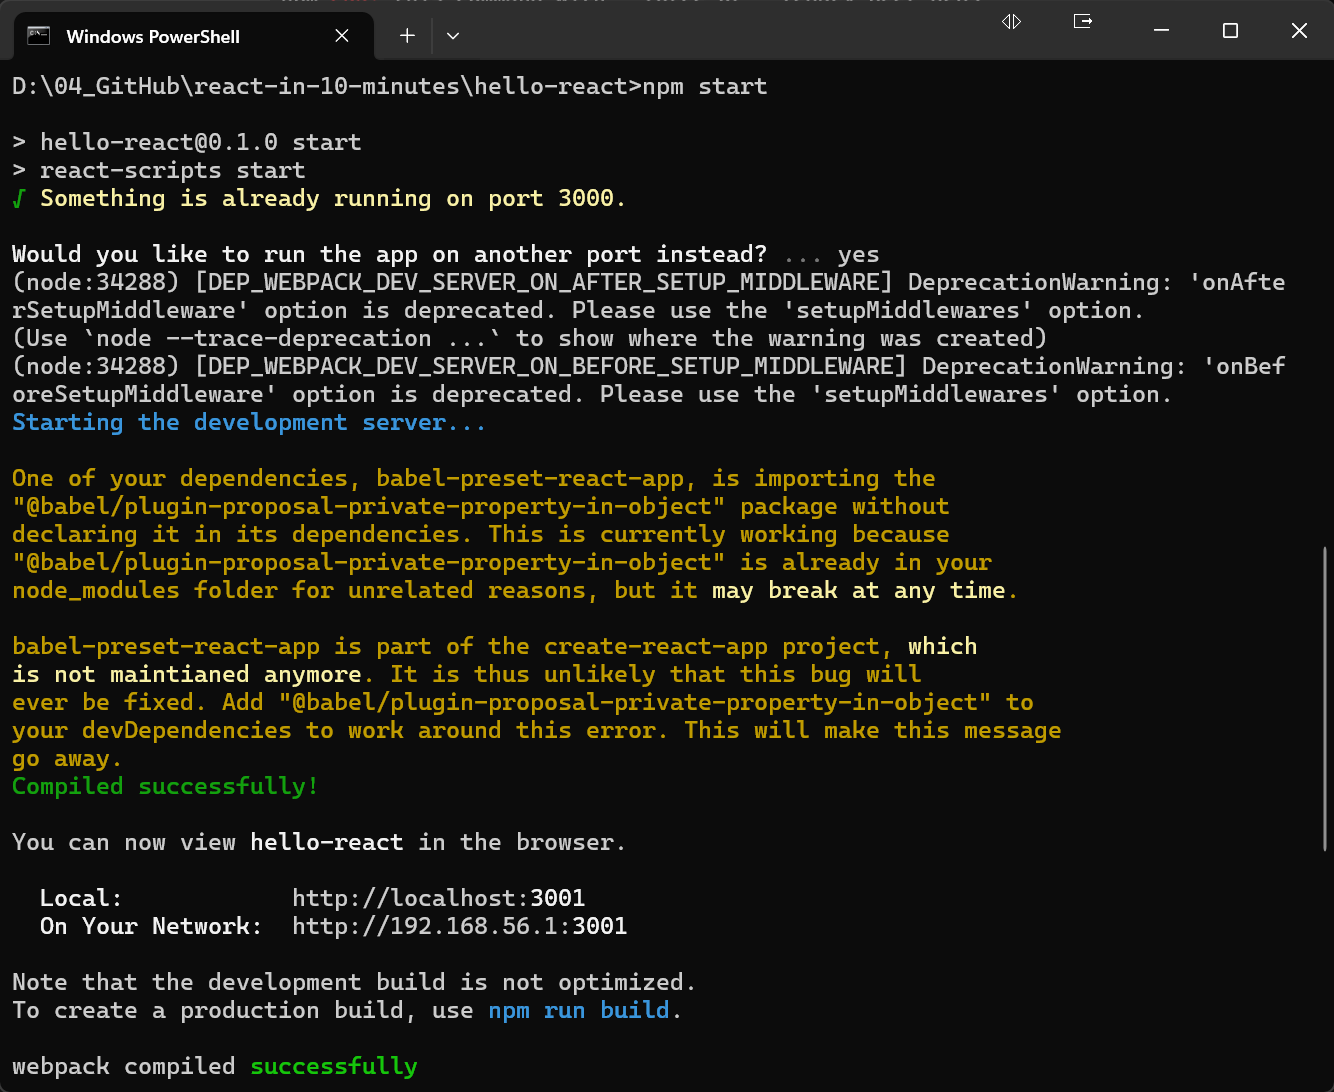 Windows PowerShell
D:\04_GitHub\react-in-10-minutes\hello-react>npm start
> hello-react@0.1.0 start
> react-scripts start
√ Something is already running on port 3000.
Would you like to run the app on another port instead? ... yes
(node:34288) [DEP_WEBPACK_DEV_SERVER_ON_AFTER_SETUP_MIDDLEWARE] DeprecationWarning: 'onAfte
rSetupMiddleware' option is deprecated. Please use the 'setupMiddlewares' option.
(Use `node --trace-deprecation ...` to show where the warning was created)
(node:34288) [DEP_WEBPACK_DEV_SERVER_ON_BEFORE_SETUP_MIDDLEWARE] DeprecationWarning: 'onBef
oreSetupMiddleware' option is deprecated. Please use the 'setupMiddlewares' option.
Starting the development server...
One of your dependencies, babel-preset-react-app, is importing the
"@babel/plugin-proposal-private-property-in-object" package without
declaring it in its dependencies. This is currently working because
"@babel/plugin-proposal-private-property-in-object" is already in your
node_modules folder for unrelated reasons, but it may break at any time.
babel-preset-react-app is part of the create-react-app project, which
is not maintianed anymore. It is thus unlikely that this bug will
ever be fixed. Add "@babel/plugin-proposal-private-property-in-object" to
your devDependencies to work around this error. This will make this message
go away.
Compiled successfully!
You can now view hello-react in the browser.
Local: http://localhost:3001
On Your Network: http://192.168.56.1:3001
Note that the development build is not optimized.
To create a production build, use npm run build.
webpack compiled successfully